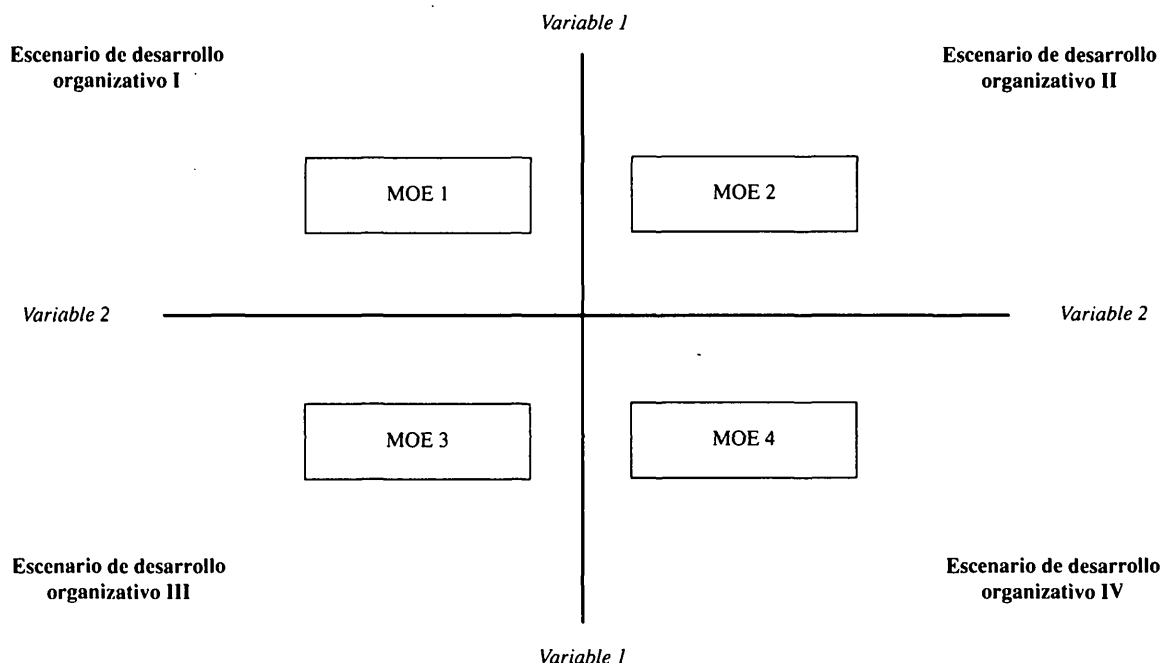 Variable 1
Escenario de desarrollo
organizativo I
Escenario de desarrollo
organizativo II
MOE 1
MOE 2
Variable 2
Variable 2
MOE 3
MOE 4
Escenario de desarrollo
organizativo III
Escenario de desarrollo
organizativo IV
Variable 1